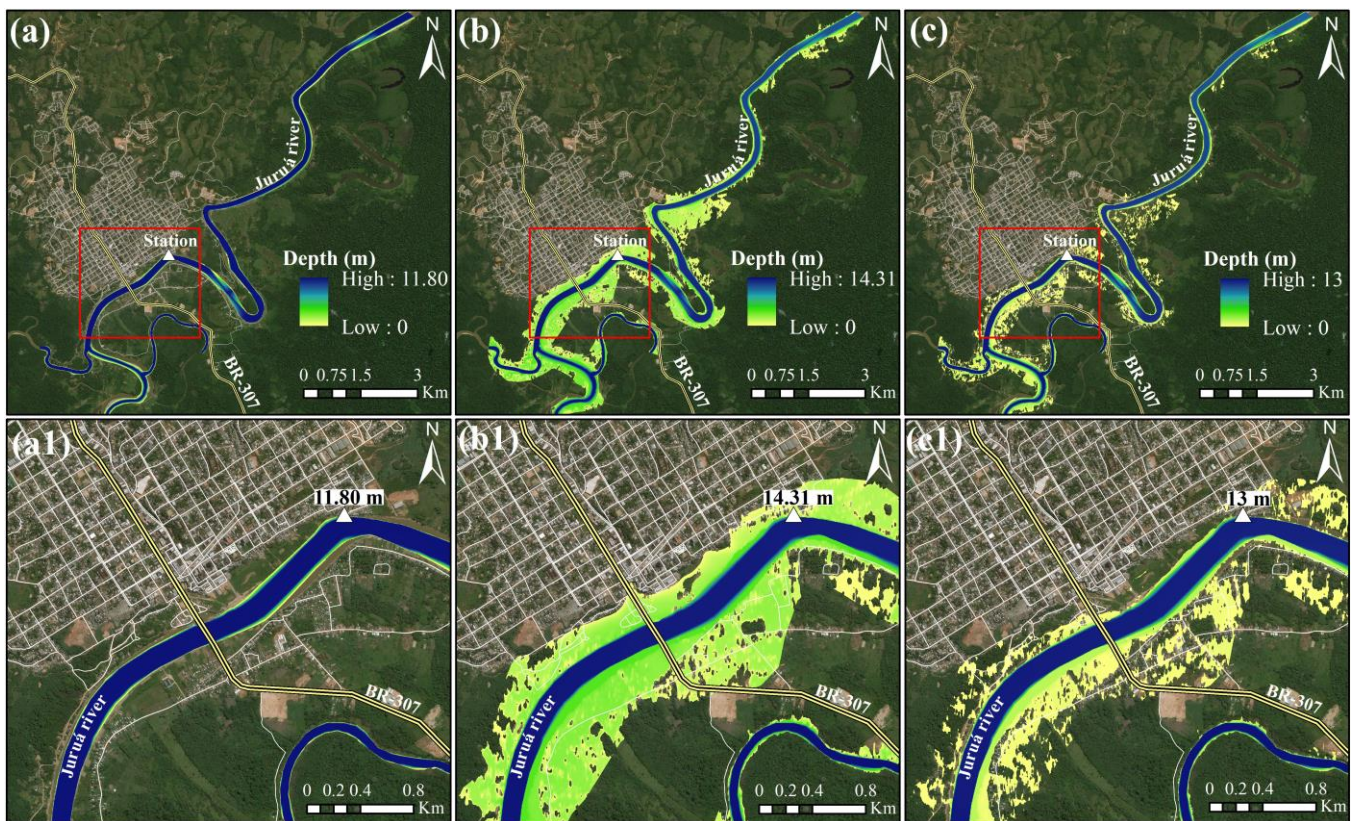 (a)
N
Juruá river
Station
Depth (m)
High : 11.80
Low : 0
BR-307
0 0.75 1.5 3
Km
(b)
N
Juruá river
Station
Depth (m)
High : 14.31
Low : 0
BR-307
0 0.75 1.5 3
Km
(c)
N
Juruá river
Station
Depth (m)
High : 13
Low : 0
BR-307
0 0.75 1.5 3
Km
(a1)
N
11.80 m
BR-307
Juruá river
0 0.2 0.4 0.8
Km
(b1)
N
14.31 m
BR-307
Juruá river
0 0.2 0.4 0.8
Km
(c1)
N
13 m
BR-307
Juruá river
0 0.2 0.4 0.8
Km